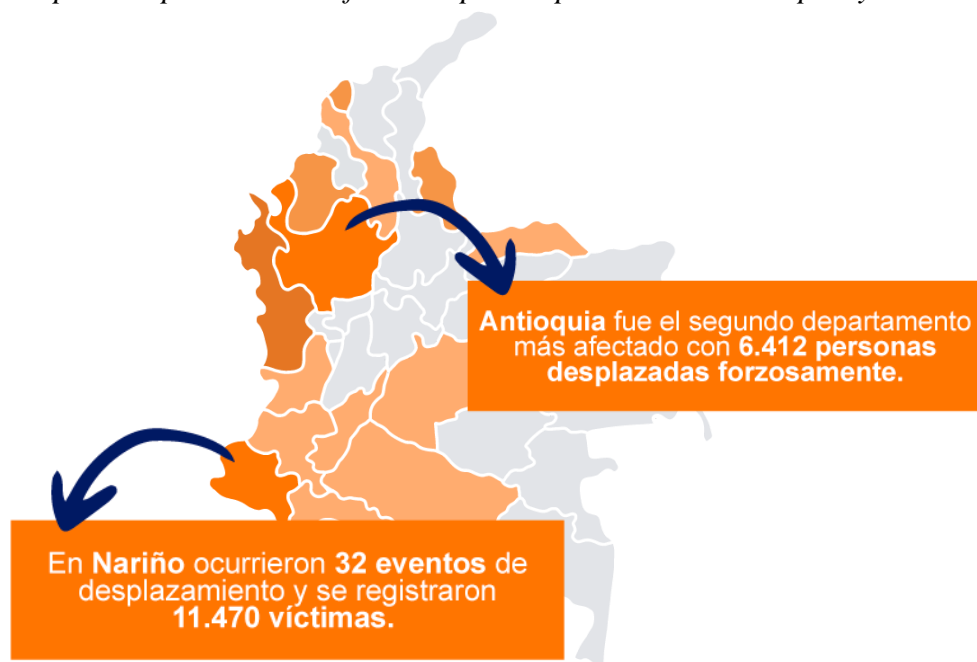 Antioquia fue el segundo departamento
más afectado con 6.412 personas
desplazadas forzosamente.
En Nariño ocurrieron 32 eventos de
desplazamiento y se registraron
11.470 víctimas.